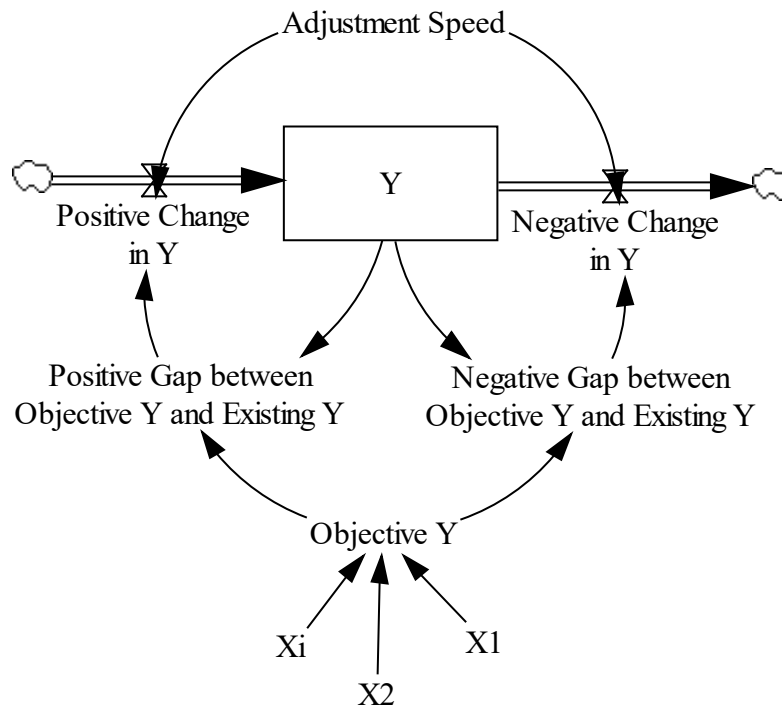 Adjustment Speed
Y
Positive Change
in Y
Negative Change
in Y
Positive Gap between
Objective Y and Existing Y
Negative Gap between
Objective Y and Existing Y
Objective Y
Xi
X2
X1